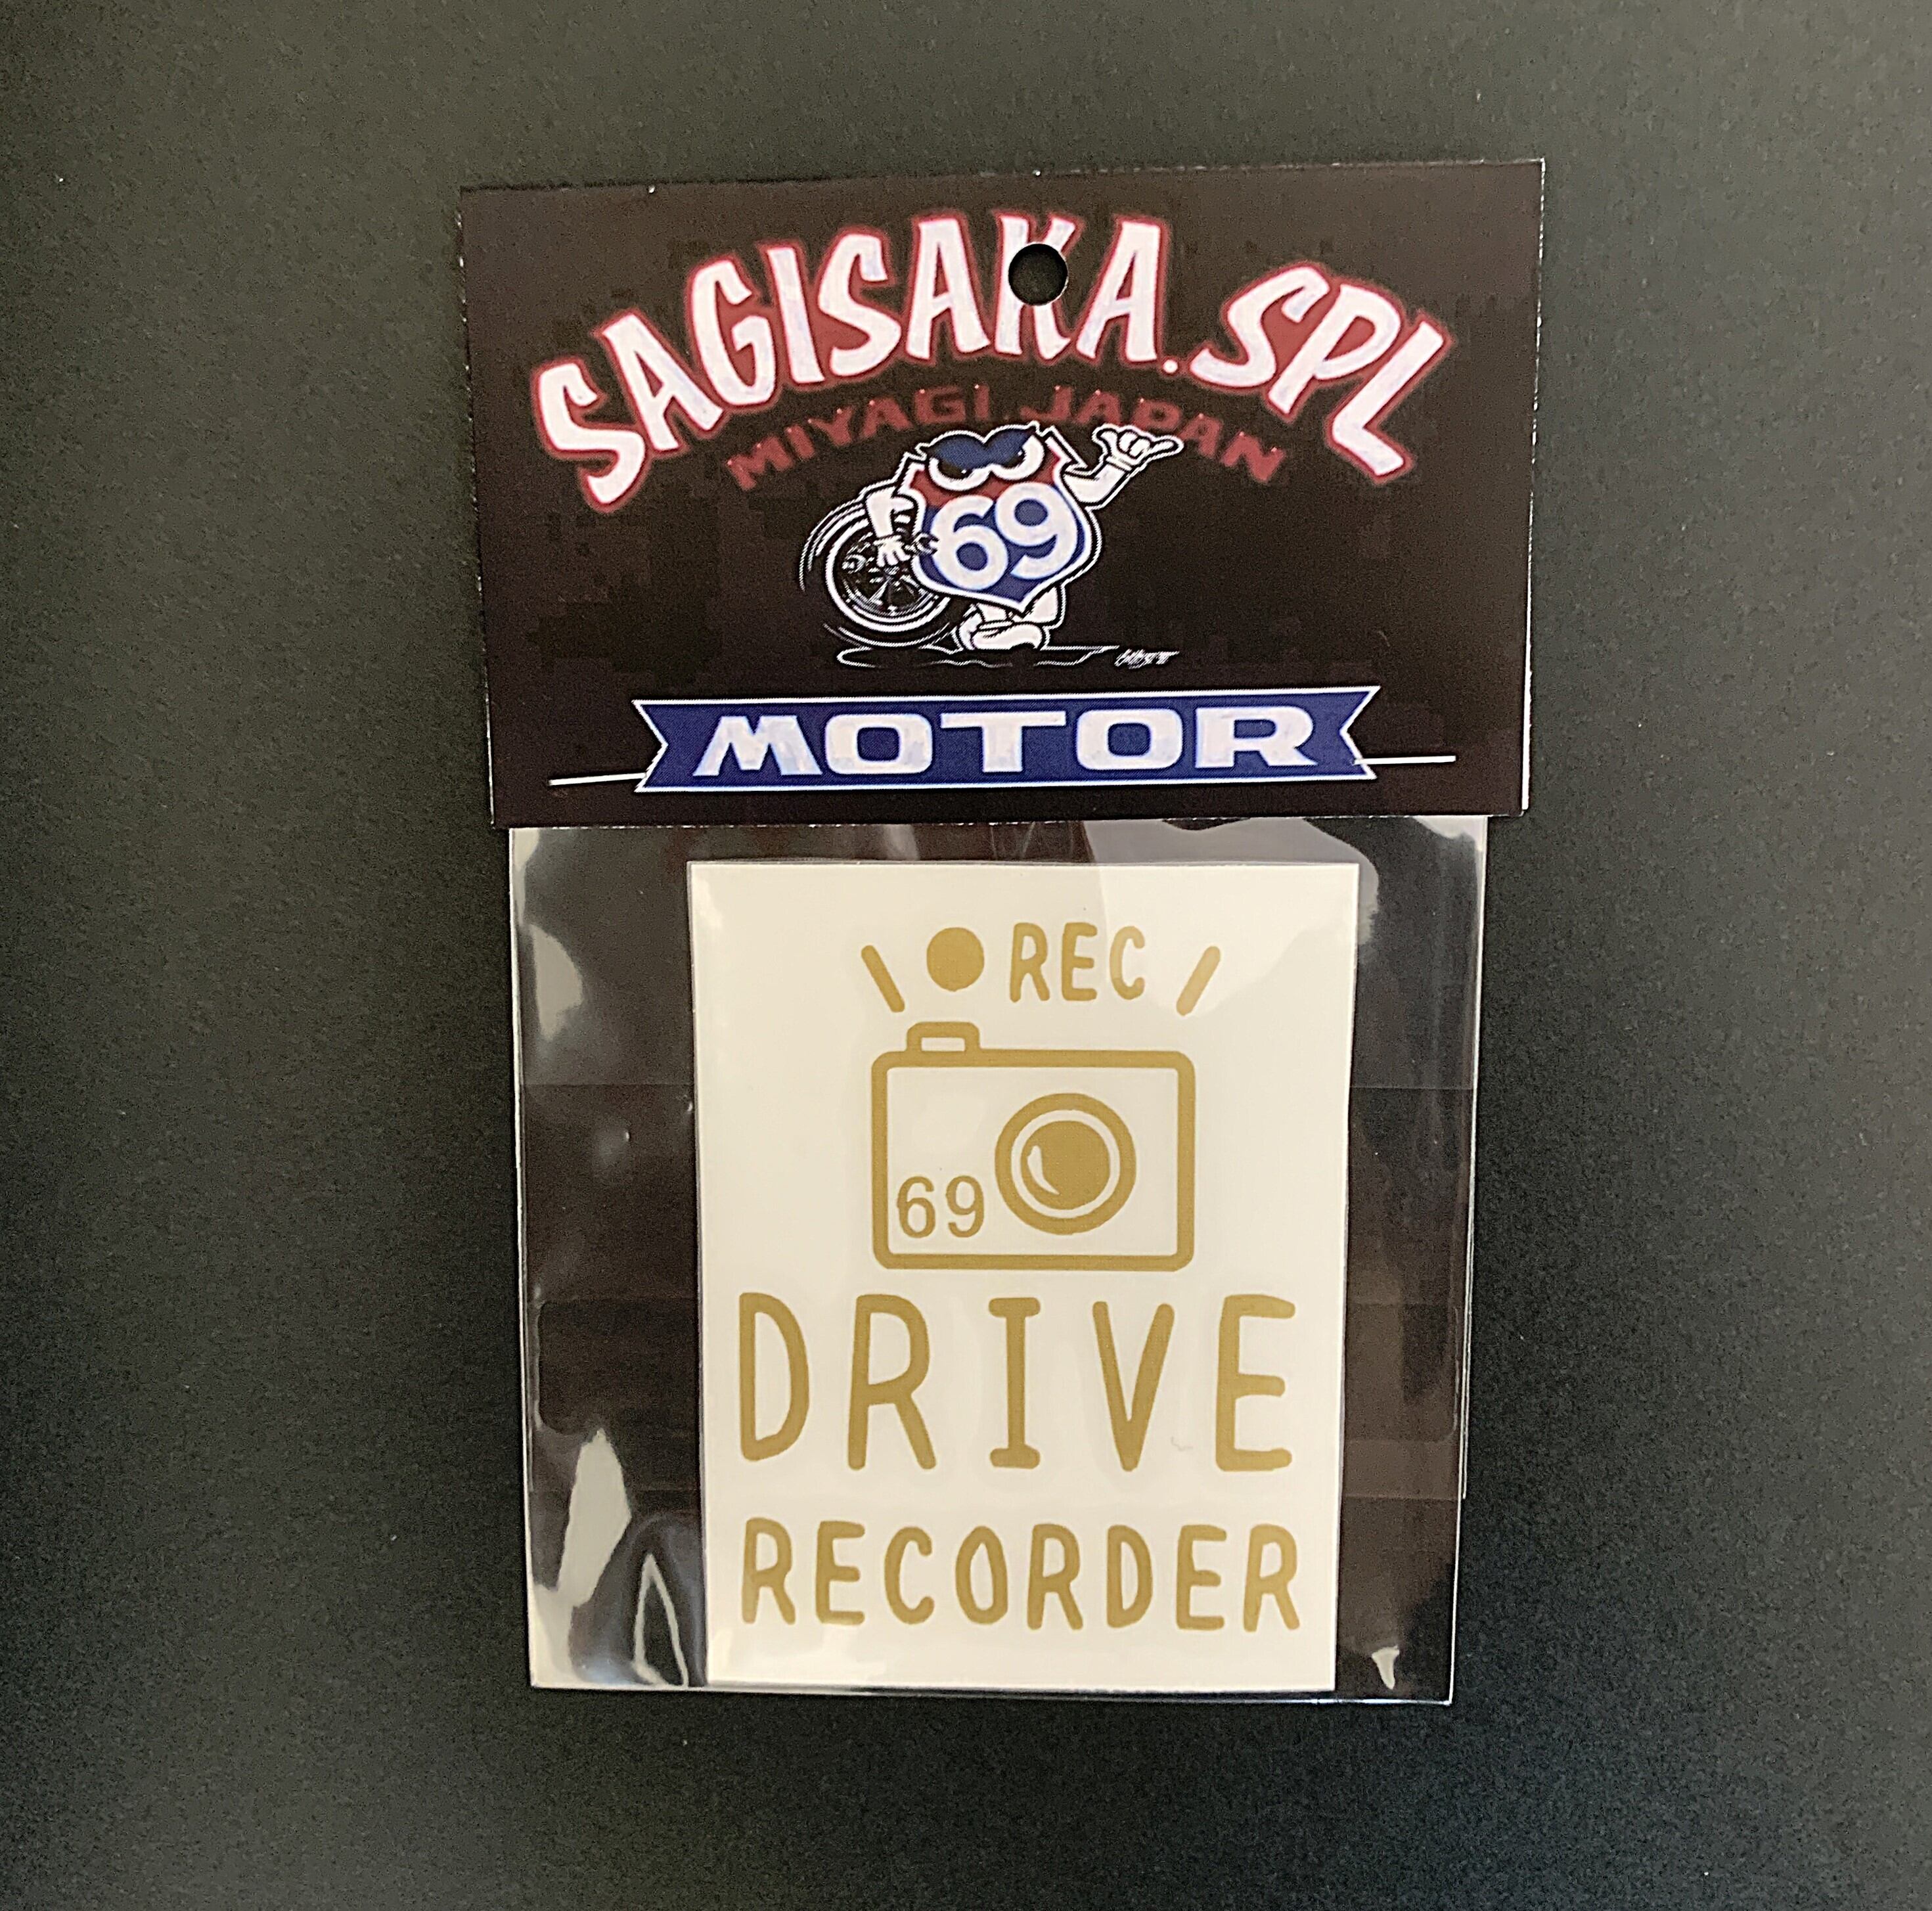 SAGISAKA.SPL
MIYAGI JAPAN
69
MOTOR
REC
69
DRIVE
RECORDER